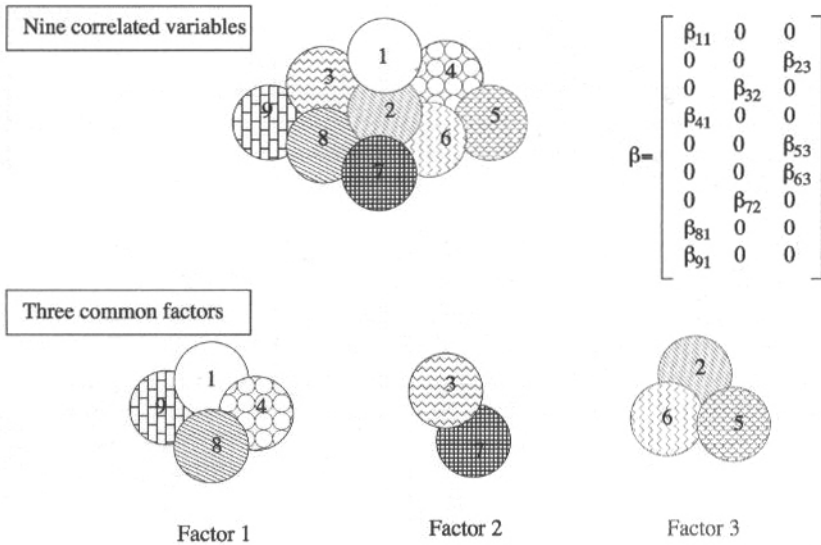 Nine correlated variables
1
3
4
9
2
5
8
6
7
β=
β11 0 0
0 0 β23
0 β32 0
β41 0 0
0 0 β53
0 0 β63
0 β72 0
β81 0 0
β91 0 0
Three common factors
1
9
4
8
3
7
2
6
5
Factor 1
Factor 2
Factor 3